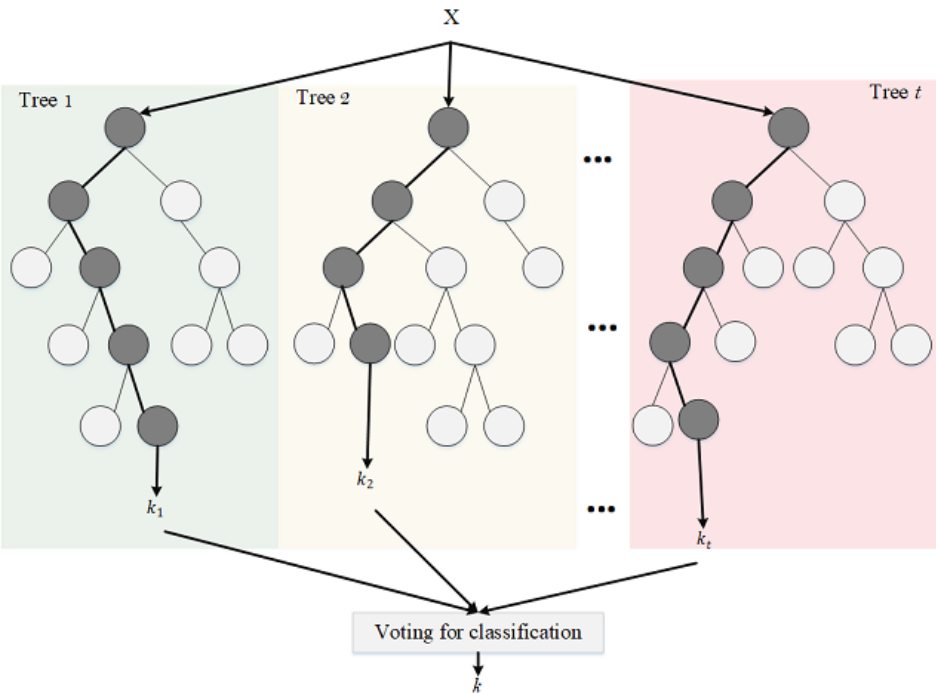 X
Tree 1
Tree 2
Tree t
•••
•••
•••
k₁
k₂
kₜ
Voting for classification
k